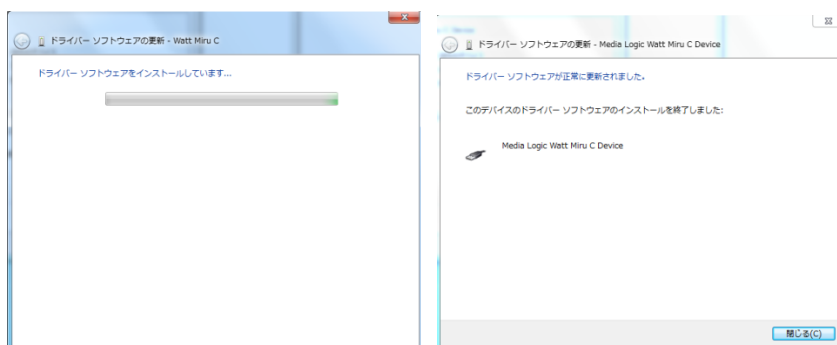 ドライバー ソフトウェアの更新 - Watt Miru C
ドライバー ソフトウェアをインストールしています...
ドライバー ソフトウェアの更新 - Media Logic Watt Miru C Device
ドライバー ソフトウェアが正常に更新されました。
このデバイスのドライバー ソフトウェアのインストールを終了しました:
Media Logic Watt Miru C Device
閉じる(C)